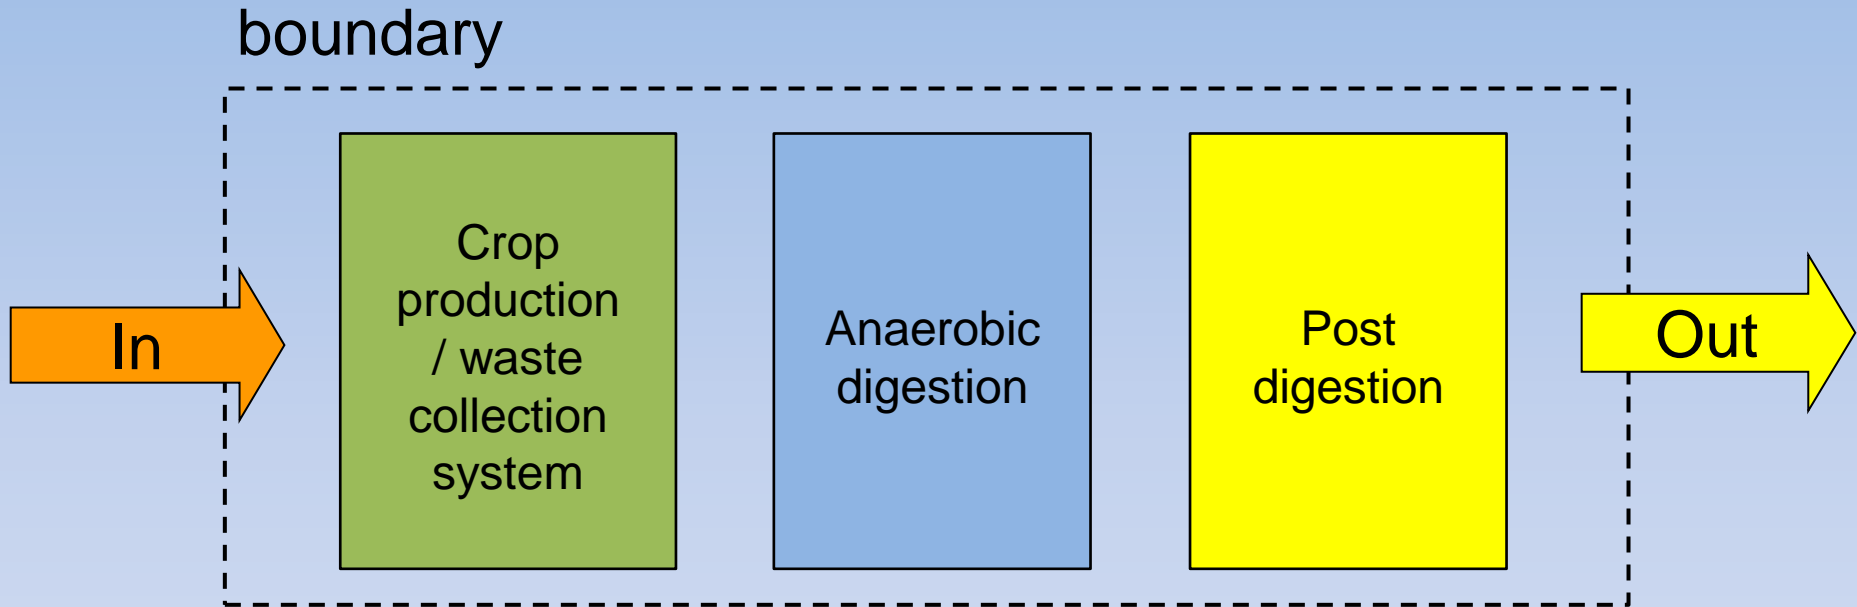 boundary
In
Crop
production
/ waste
collection
system
Anaerobic
digestion
Post
digestion
Out